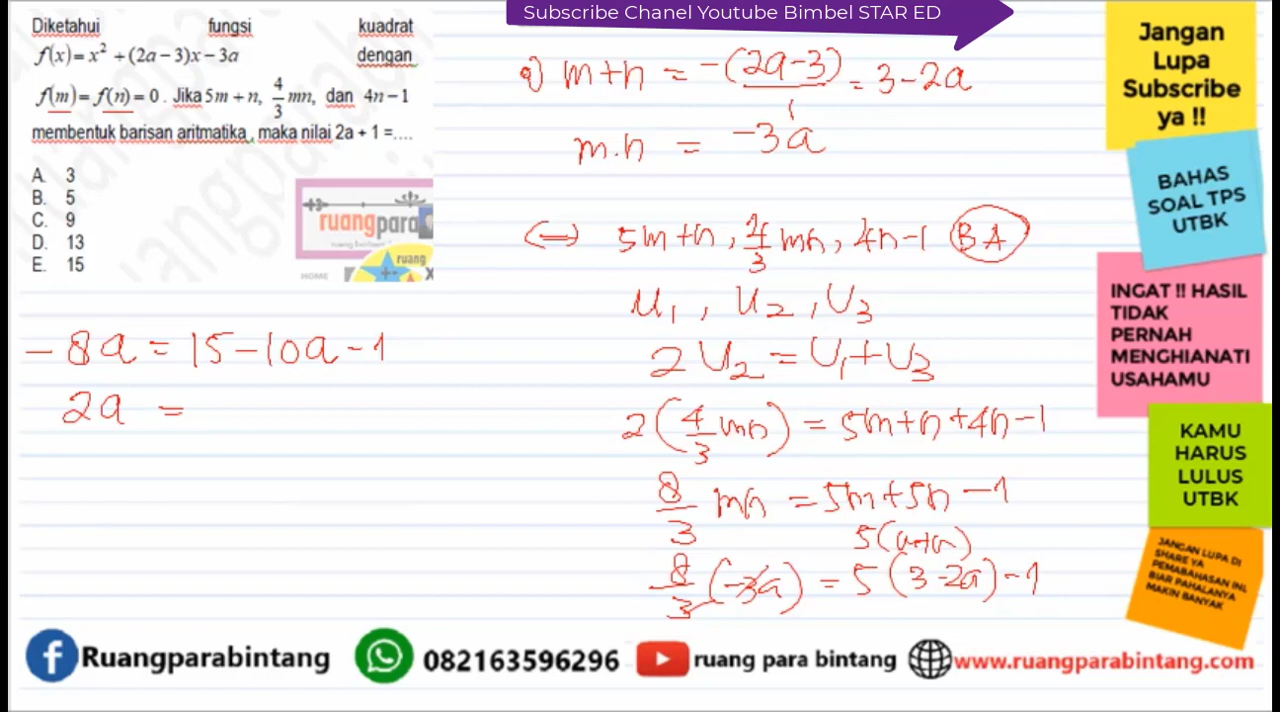 Subscribe Chanel Youtube Bimbel STAR ED
Diketahui fungsi kuadrat
f(x) = x² + (2a − 3)x − 3a dengan
f(m) = f(n) = 0 . Jika 5m + n, 4/3 mn, dan 4n − 1
membentuk barisan aritmatika, maka nilai 2a + 1 =....
A. 3
B. 5
C. 9
D. 13
E. 15
ruangpara
ruang
HOME
-8a = 15-10a-1
2a =
m+n = -(2a-3)/1 = 3-2a
m.n = -3a
⟺ 5m+n, 4/3 mn, 4n-1 BA
U₁, U₂, U₃
2U₂ = U₁+U₃
2(4/3 mn) = 5m+n+4n-1
8/3 mn = 5m+5n-1
5(m+n)
8/3 (-3a) = 5(3-2a)-1
Jangan
Lupa
Subscribe
ya !!
BAHAS
SOAL TPS
UTBK
INGAT !! HASIL
TIDAK
PERNAH
MENGHIANATI
USAHAMU
KAMU
HARUS
LULUS
UTBK
JANGAN LUPA DI
SHARE YA
PEMABAHASAN INI,
BIAR PAHALANYA
MAKIN BANYAK
Ruangparabintang
082163596296
ruang para bintang
www.ruangparabintang.com